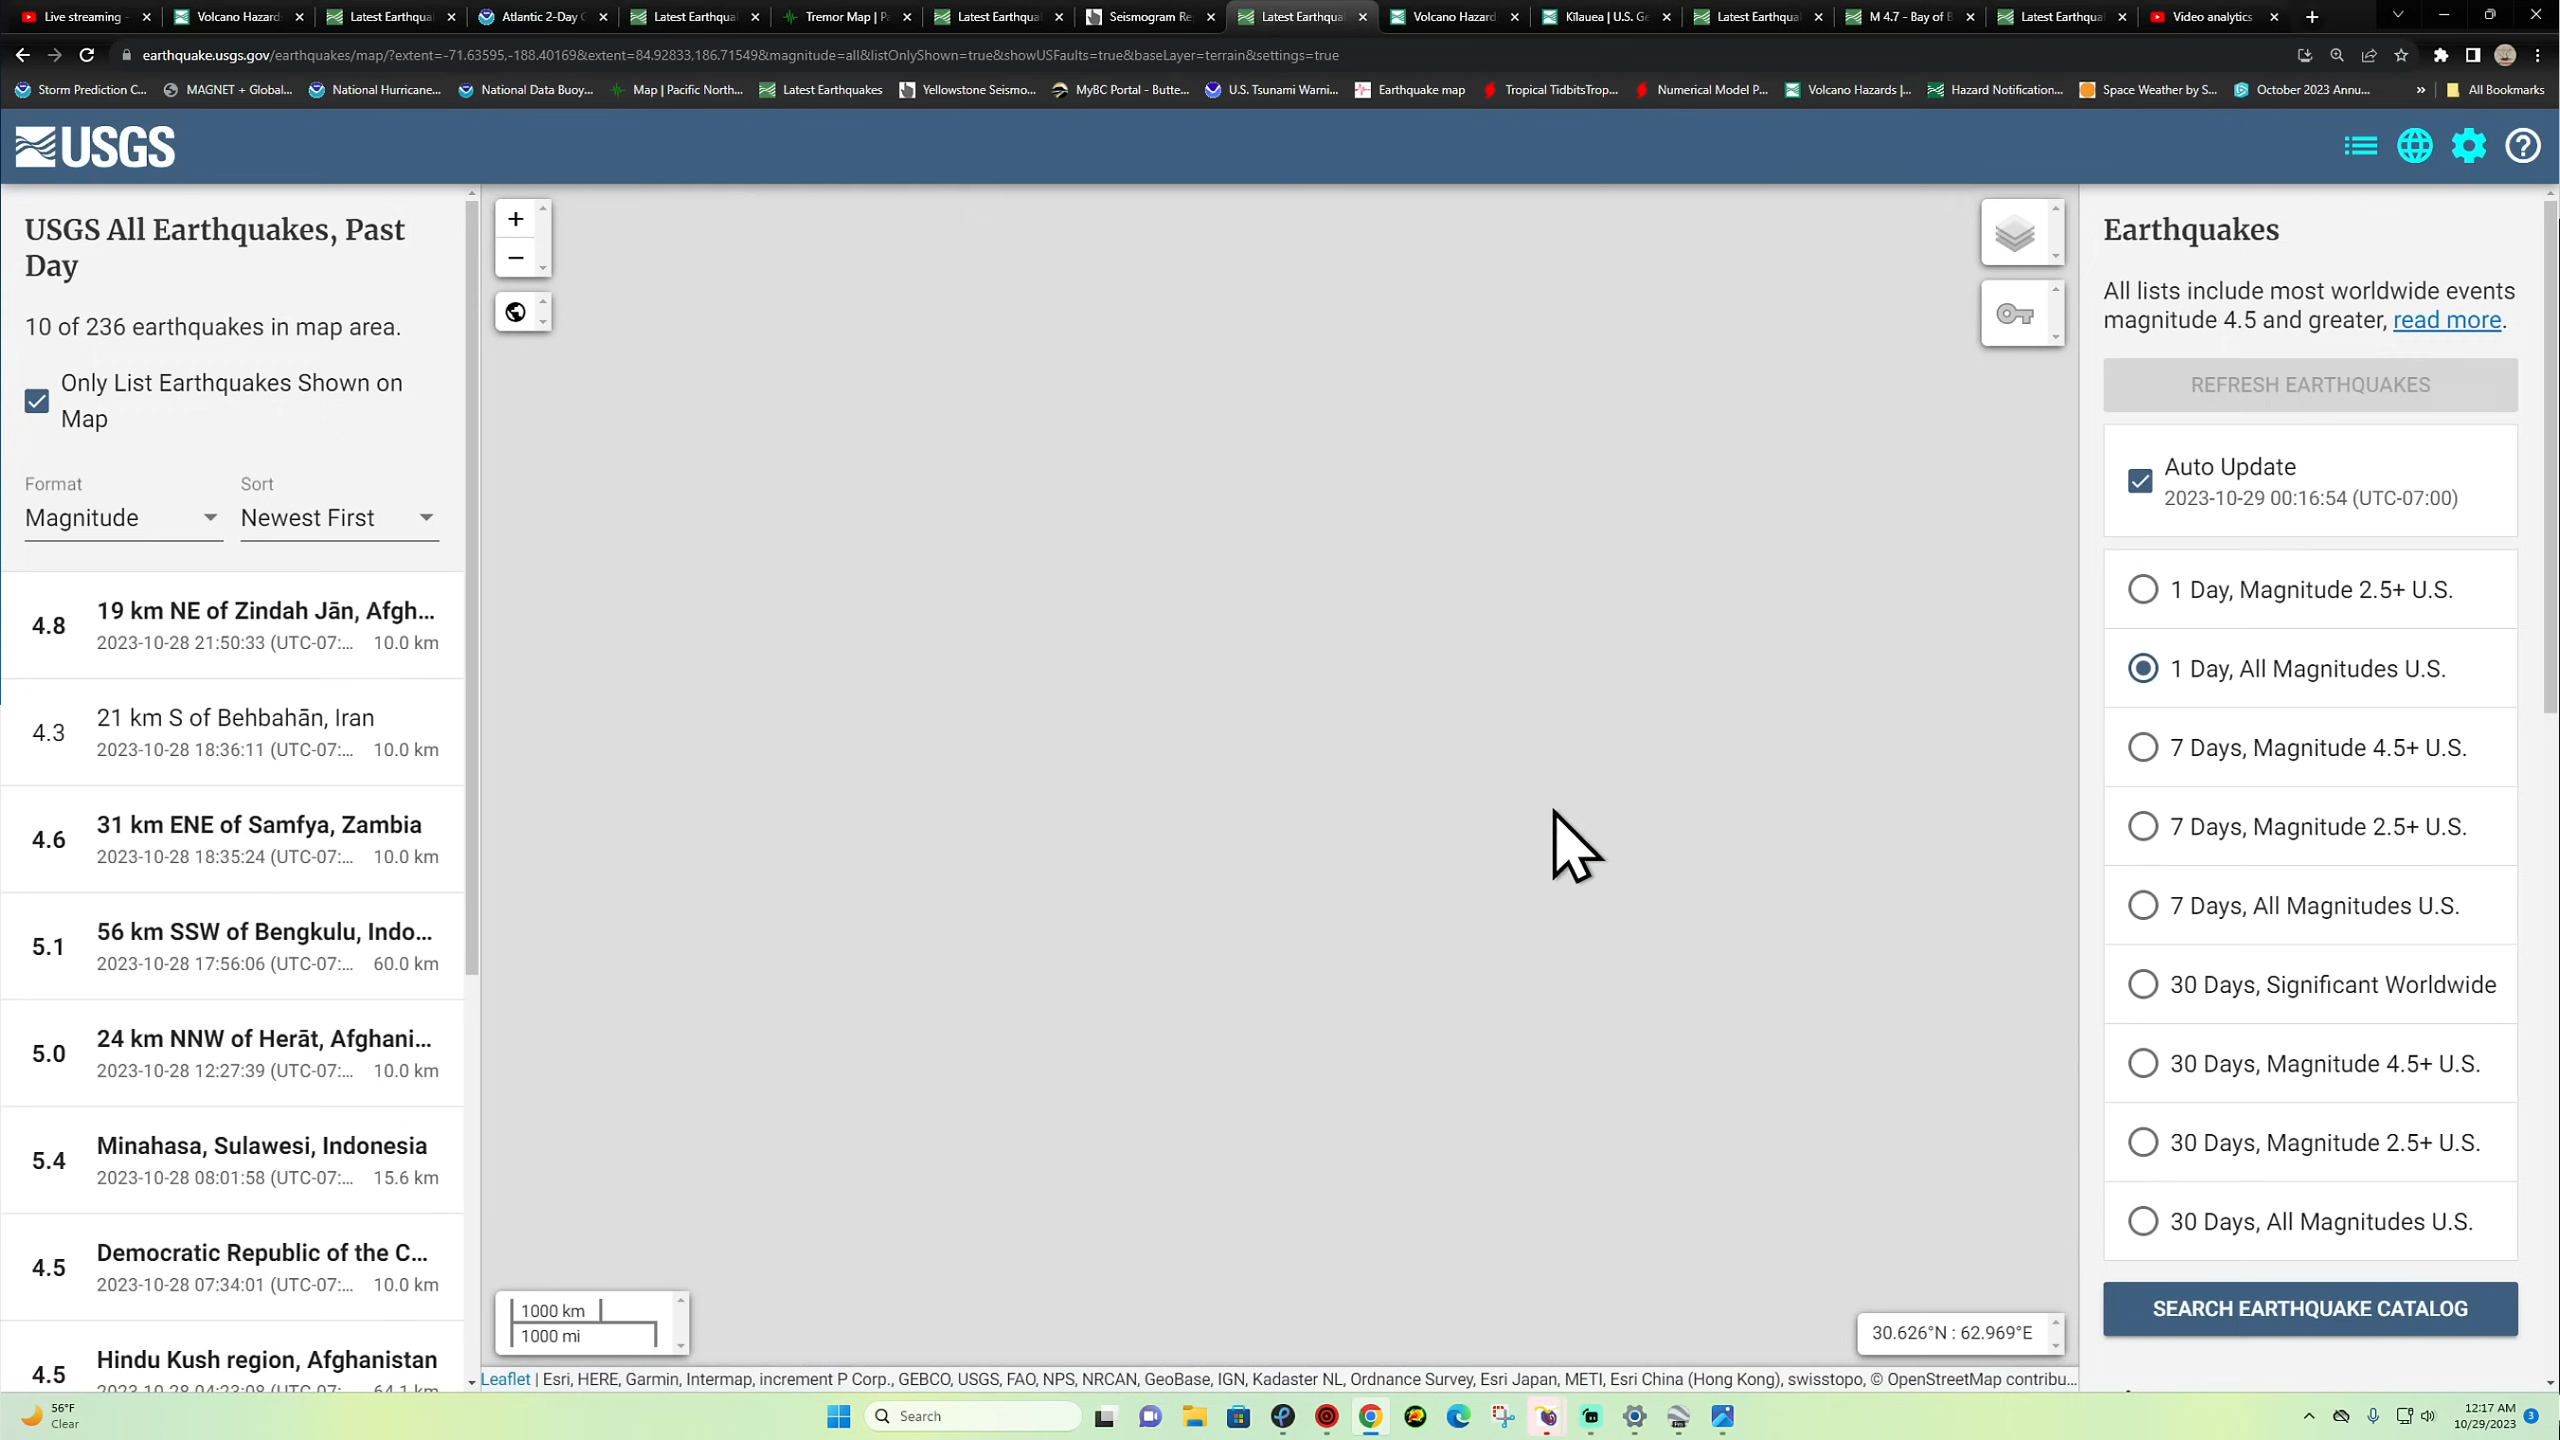 Live streaming -
Volcano Hazard
Latest Earthqua
Atlantic 2-Day G
Latest Earthqua
Tremor Map | Pa
Latest Earthqua
Seismogram Re
Latest Earthqua
Volcano Hazard
Kīlauea | U.S. Ge
Latest Earthqua
M 4.7 - Bay of B
Latest Earthqua
Video analytics
earthquake.usgs.gov/earthquakes/map/?extent=-71.63595,-188.40169&extent=84.92833,186.71549&magnitude=all&listOnlyShown=true&showUSFaults=true&baseLayer=terrain&settings=true
Storm Prediction C...
MAGNET + Global...
National Hurricane...
National Data Buoy...
Map | Pacific North...
Latest Earthquakes
Yellowstone Seismo...
MyBC Portal - Butte...
U.S. Tsunami Warni...
Earthquake map
Tropical TidbitsTrop...
Numerical Model P...
Volcano Hazards |...
Hazard Notification...
Space Weather by S...
October 2023 Annu...
»
All Bookmarks
USGS
USGS All Earthquakes, Past
Day
10 of 236 earthquakes in map area.
Only List Earthquakes Shown on
Map
Format
Magnitude
Sort
Newest First
4.8
19 km NE of Zindah Jān, Afgh...
2023-10-28 21:50:33 (UTC-07:... 10.0 km
4.3
21 km S of Behbahān, Iran
2023-10-28 18:36:11 (UTC-07:... 10.0 km
4.6
31 km ENE of Samfya, Zambia
2023-10-28 18:35:24 (UTC-07:... 10.0 km
5.1
56 km SSW of Bengkulu, Indo...
2023-10-28 17:56:06 (UTC-07:... 60.0 km
5.0
24 km NNW of Herāt, Afghani...
2023-10-28 12:27:39 (UTC-07:... 10.0 km
5.4
Minahasa, Sulawesi, Indonesia
2023-10-28 08:01:58 (UTC-07:... 15.6 km
4.5
Democratic Republic of the C...
2023-10-28 07:34:01 (UTC-07:... 10.0 km
4.5
Hindu Kush region, Afghanistan
2023-10-28 04:23:08 (UTC-07:... 64.1 km
+
−
1000 km
1000 mi
30.626°N : 62.969°E
Leaflet | Esri, HERE, Garmin, Intermap, increment P Corp., GEBCO, USGS, FAO, NPS, NRCAN, GeoBase, IGN, Kadaster NL, Ordnance Survey, Esri Japan, METI, Esri China (Hong Kong), swisstopo, © OpenStreetMap contribu...
Earthquakes
All lists include most worldwide events
magnitude 4.5 and greater, read more.
REFRESH EARTHQUAKES
Auto Update
2023-10-29 00:16:54 (UTC-07:00)
1 Day, Magnitude 2.5+ U.S.
1 Day, All Magnitudes U.S.
7 Days, Magnitude 4.5+ U.S.
7 Days, Magnitude 2.5+ U.S.
7 Days, All Magnitudes U.S.
30 Days, Significant Worldwide
30 Days, Magnitude 4.5+ U.S.
30 Days, Magnitude 2.5+ U.S.
30 Days, All Magnitudes U.S.
SEARCH EARTHQUAKE CATALOG
56°F
Clear
Search
12:17 AM
10/29/2023
3